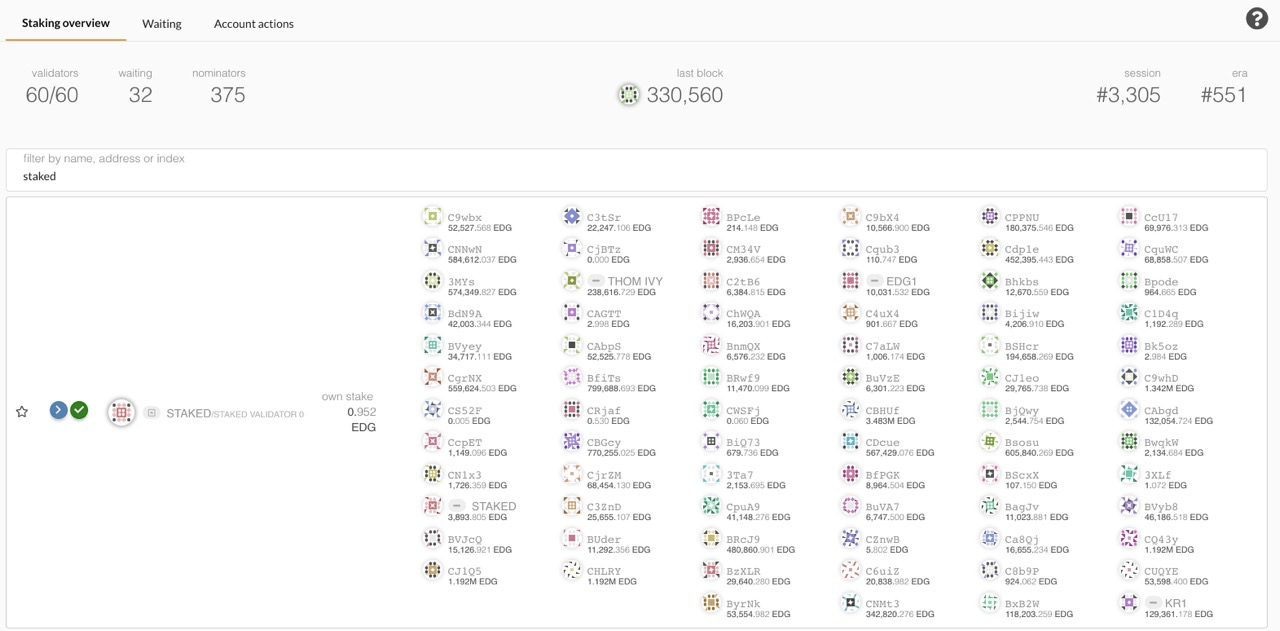 Staking overview Waiting Account actions
validators waiting nominators last block session era
60/60 32 375 330,560 #3,305 #551
filter by name, address or index
staked
STAKED/STAKED VALIDATOR 0
own stake
0.952
EDG
C9wbx C3tSr BPcLe C9bX4 CPPNU CcU17
52,527.568 EDG 22,247.106 EDG 214.148 EDG 10,566.900 EDG 180,375.546 EDG 69,976.313 EDG
CNNwN CjBTz CM34V Cqub3 Cdple CquWC
584,612.037 EDG 0.000 EDG 2,936.654 EDG 110.747 EDG 452,395.443 EDG 68,858.507 EDG
3MYs THOM IVY C2tB6 EDG1 Bhkbs Bpode
574,349.827 EDG 238,616.729 EDG 6,384.815 EDG 10,031.532 EDG 12,670.559 EDG 964.665 EDG
BdN9A CAGTT ChWQA C4uX4 Bijiw C1D4q
42,003.344 EDG 2.998 EDG 16,203.901 EDG 901.667 EDG 4,206.910 EDG 1,192.289 EDG
BVyey CAbpS BnmQX C7aLW BSHcr Bk5oz
34,717.111 EDG 52,525.778 EDG 6,576.232 EDG 1,006.174 EDG 194,658.269 EDG 2.984 EDG
CgrNX BfiTs BRwf9 BuVzE CJ1eo C9whD
559,624.503 EDG 799,688.693 EDG 11,470.099 EDG 6,301.223 EDG 29,765.738 EDG 1.342M EDG
CS52F CRjaf CWSFj CBHUf BjQWy CAbgd
0.005 EDG 0.530 EDG 0.060 EDG 3.483M EDG 2,544.754 EDG 132,054.724 EDG
CcpET CBGcy BiQ73 CDcue Bsosu BwqkW
1,149.096 EDG 770,255.025 EDG 679.736 EDG 567,429.076 EDG 605,840.269 EDG 2,134.684 EDG
CN1x3 CjrZM 3Ta7 BfPGK BScxX 3XLf
1,726.359 EDG 68,454.130 EDG 2,153.695 EDG 8,964.504 EDG 107.150 EDG 1.072 EDG
STAKED C3ZnD CpuA9 BuVA7 BagJv BVyb8
3,893.805 EDG 25,655.107 EDG 41,148.276 EDG 6,747.500 EDG 11,023.881 EDG 46,186.518 EDG
BVJcQ BUder BRcJ9 CZnwB Ca8Qj CQ43y
15,126.921 EDG 11,292.356 EDG 480,860.901 EDG 5.802 EDG 16,655.234 EDG 1.192M EDG
CJ1Q5 CHLRY BzXLR C6uiZ C8b9P CUQYE
1.192M EDG 1.192M EDG 29,640.280 EDG 20,838.982 EDG 924.062 EDG 53,598.400 EDG
ByrNk CNMt3 BxB2W KR1
53,554.982 EDG 342,820.276 EDG 118,203.259 EDG 129,361.178 EDG